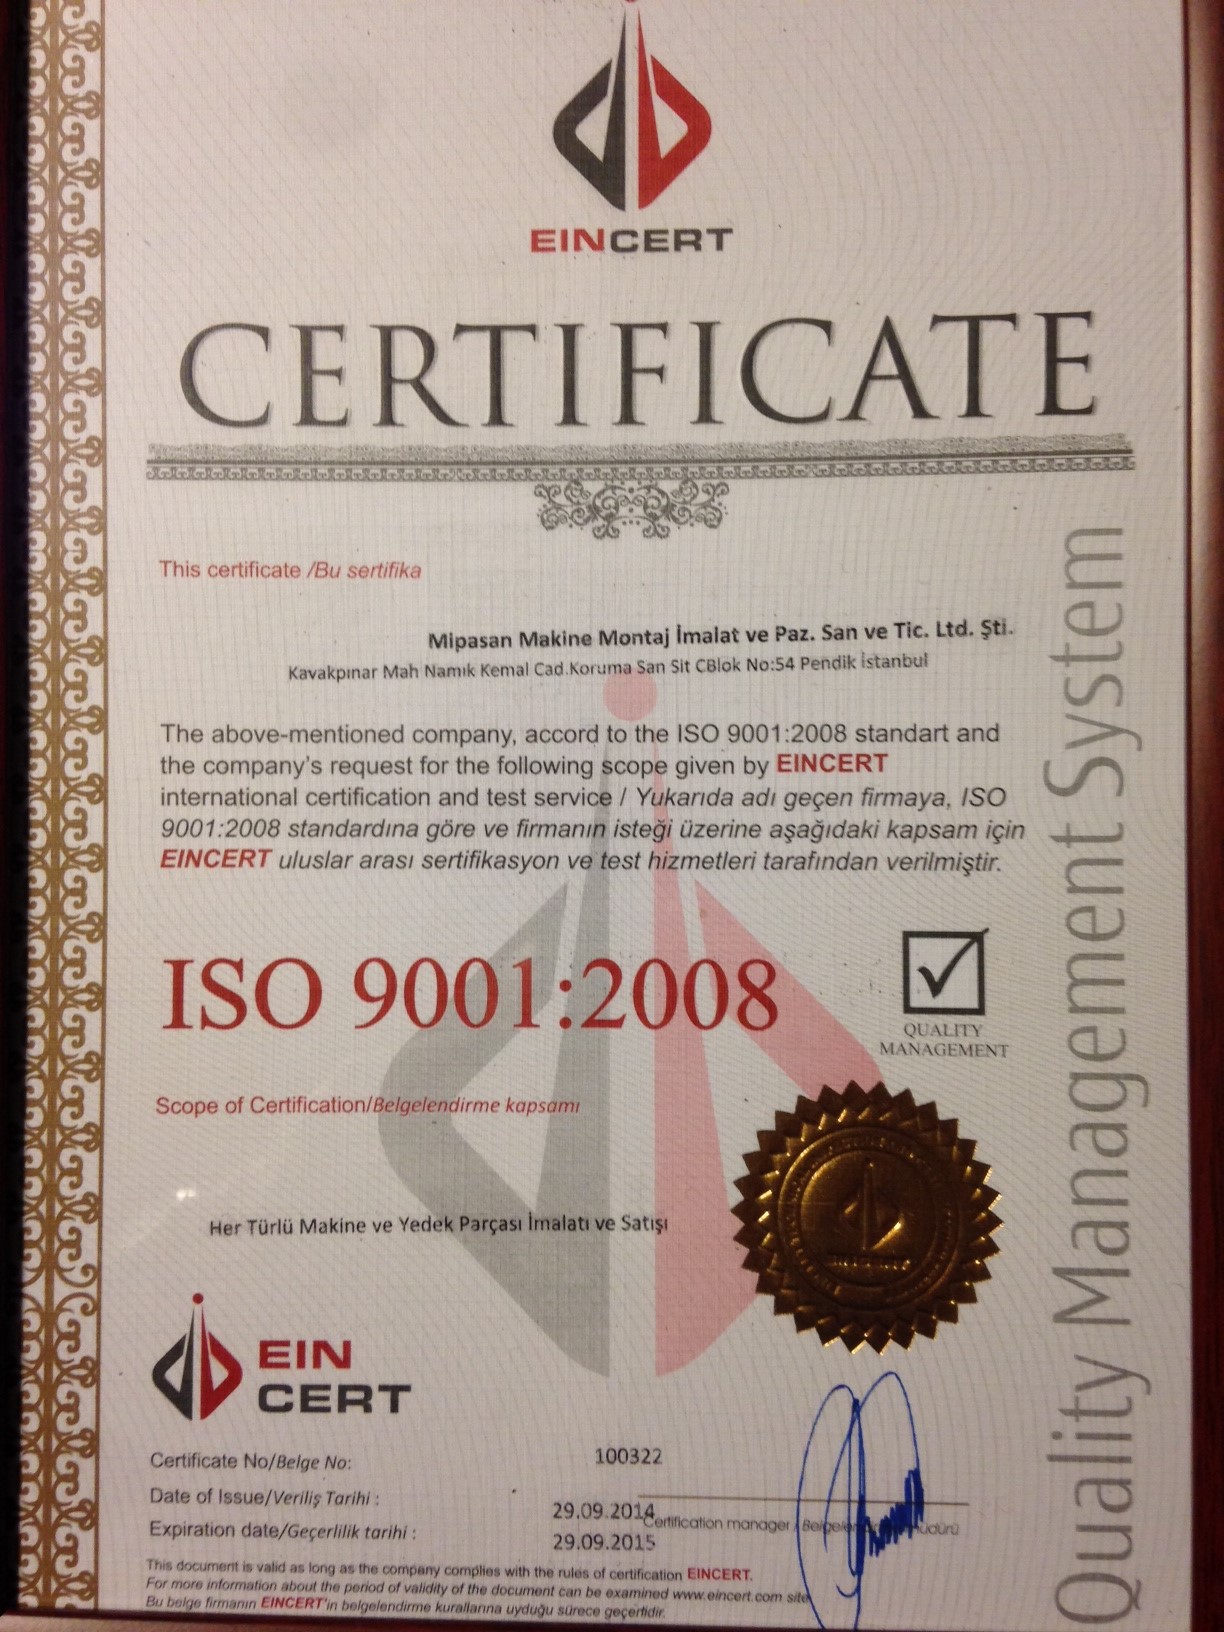 EINCERT
CERTIFICATE
This certificate /Bu sertifika
Mipasan Makine Montaj İmalat ve Paz. San ve Tic. Ltd. Şti.
Kavakpınar Mah Namık Kemal Cad.Koruma San Sit CBlok No:54 Pendik İstanbul
The above-mentioned company, accord to the ISO 9001:2008 standart and
the company's request for the following scope given by EINCERT
international certification and test service / Yukarıda adı geçen firmaya, ISO
9001:2008 standardına göre ve firmanın isteği üzerine aşağıdaki kapsam için
EINCERT uluslar arası sertifikasyon ve test hizmetleri tarafından verilmiştir.
ISO 9001:2008
QUALITY
MANAGEMENT
Scope of Certification/Belgelendirme kapsamı
Her Türlü Makine ve Yedek Parçası İmalatı ve Satışı
EIN
CERT
Certificate No/Belge No: 100322
Date of Issue/Veriliş Tarihi : 29.09.2014
Expiration date/Geçerlilik tarihi : 29.09.2015
Certification manager /
This document is valid as long as the company complies with the rules of certification EINCERT.
For more information about the period of validity of the document can be examined www.eincert.com site
Bu belge firmanın EINCERT'in belgelendirme kurallarına uyduğu sürece geçertidir.
Quality Management System